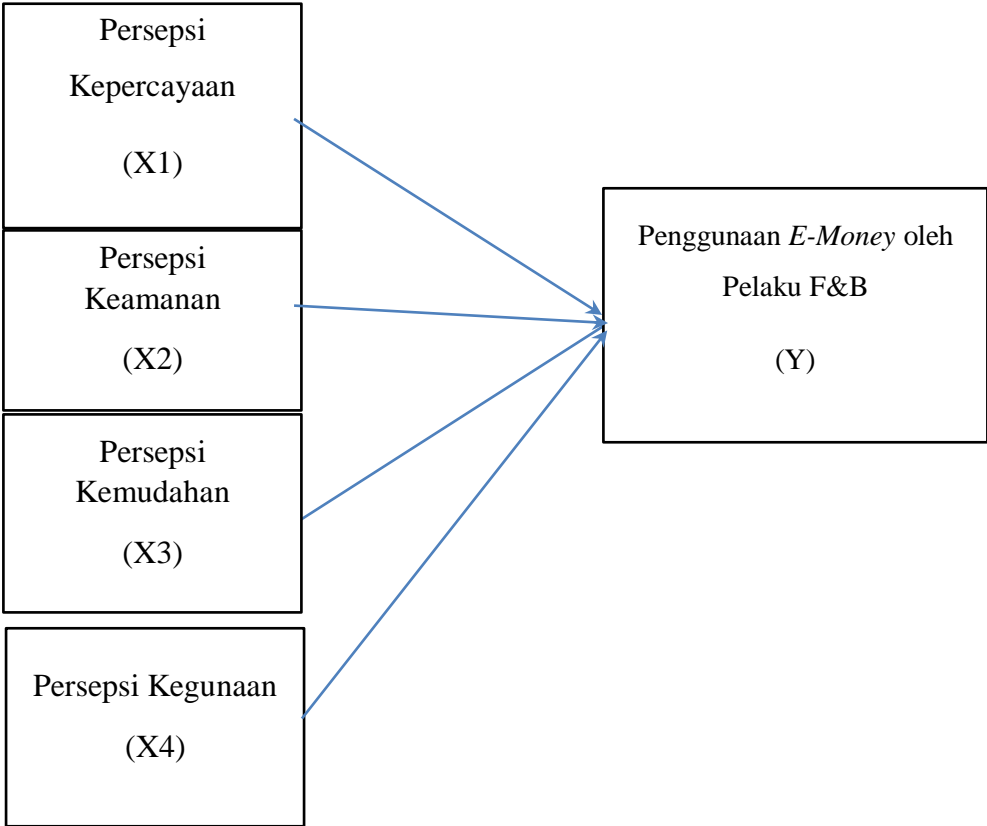 Persepsi
Kepercayaan
(X1)
Persepsi
Keamanan
(X2)
Persepsi
Kemudahan
(X3)
Persepsi Kegunaan
(X4)
Penggunaan E-Money oleh
Pelaku F&B
(Y)